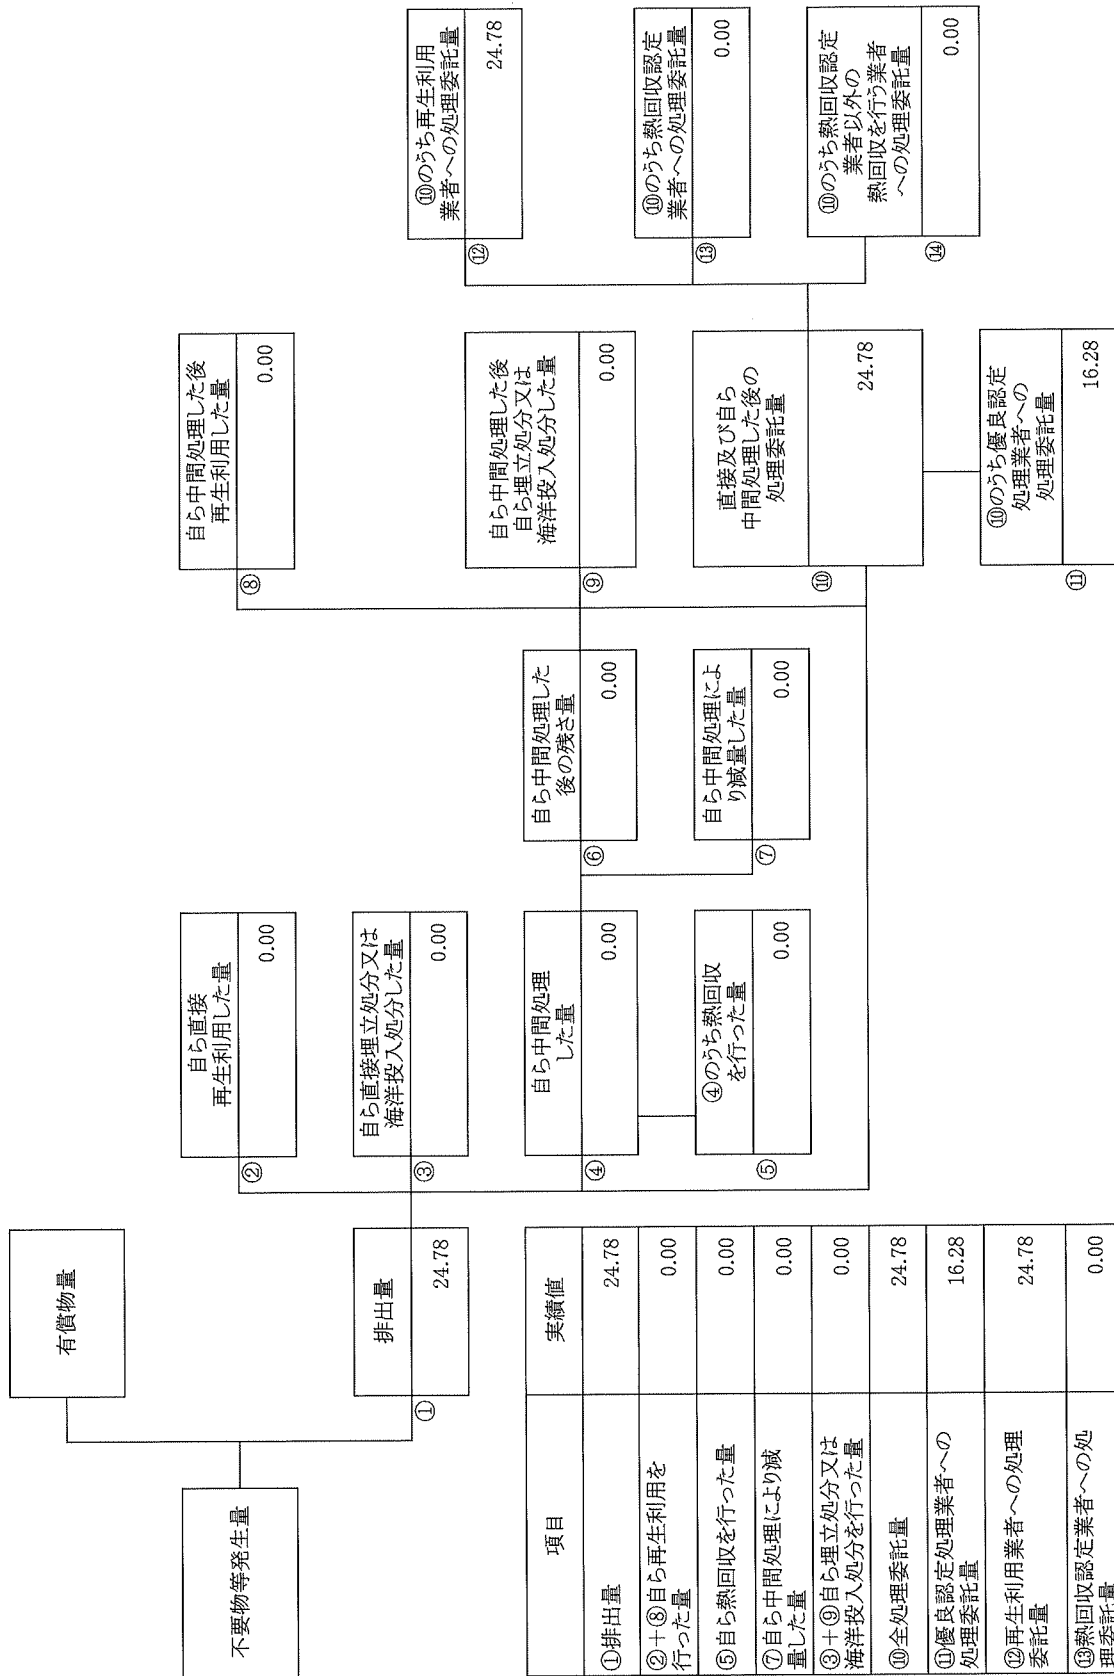 不要物等発生量
有償物量
排出量
①
24.78
自ら直接
再生利用した量
②
0.00
自ら直接埋立処分又は
海洋投入処分した量
③
0.00
自ら中間処理
した量
④
0.00
④のうち熱回収
を行った量
⑤
0.00
自ら中間処理した
後の残さ量
⑥
0.00
自ら中間処理によ
り減量した量
⑦
0.00
自ら中間処理した後
再生利用した量
⑧
0.00
自ら中間処理した後
自ら埋立処分又は
海洋投入処分した量
⑨
0.00
直接及び自ら
中間処理した後の
処理委託量
⑩
24.78
⑩のうち優良認定
処理業者への
処理委託量
⑪
16.28
⑩のうち再生利用
業者への処理委託量
⑫
24.78
⑩のうち熱回収認定
業者への処理委託量
⑬
0.00
⑩のうち熱回収認定
業者以外の
熱回収を行う業者
への処理委託量
⑭
0.00
項目 実績値
①排出量 24.78
②+⑧自ら再生利用を
行った量 0.00
⑤自ら熱回収を行った量 0.00
⑦自ら中間処理により減
量した量 0.00
③+⑨自ら埋立処分又は
海洋投入処分を行った量 0.00
⑩全処理委託量 24.78
⑪優良認定処理業者への
処理委託量 16.28
⑫再生利用業者への処理
委託量 24.78
⑬熱回収認定業者への処
理委託量 0.00